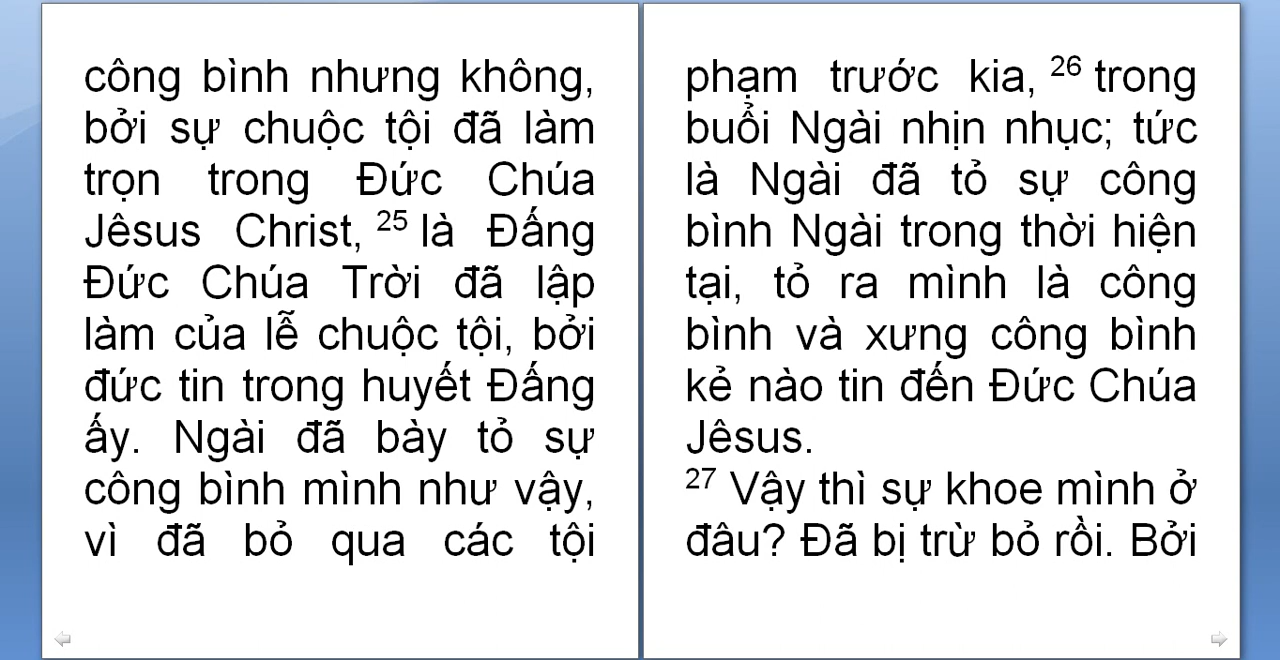 công bình nhưng không,
bởi sự chuộc tội đã làm
trọn trong Đức Chúa
Jêsus Christ, 25 là Đấng
Đức Chúa Trời đã lập
làm của lễ chuộc tội, bởi
đức tin trong huyết Đấng
ấy. Ngài đã bày tỏ sự
công bình mình như vậy,
vì đã bỏ qua các tội
phạm trước kia, 26 trong
buổi Ngài nhịn nhục; tức
là Ngài đã tỏ sự công
bình Ngài trong thời hiện
tại, tỏ ra mình là công
bình và xưng công bình
kẻ nào tin đến Đức Chúa
Jêsus.
27 Vậy thì sự khoe mình ở
đâu? Đã bị trừ bỏ rồi. Bởi